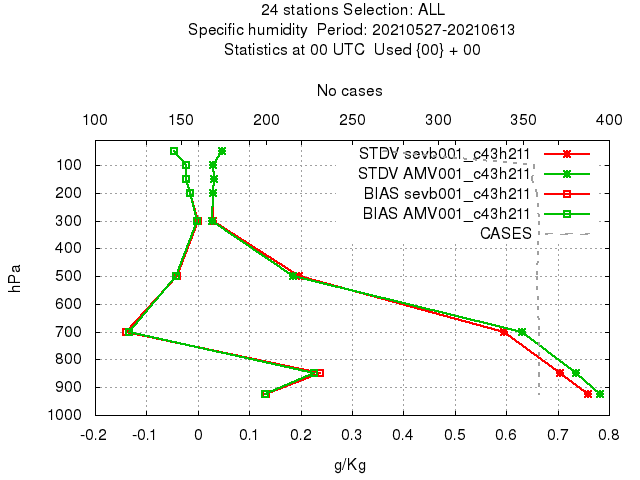 24 stations Selection: ALL
Specific humidity  Period: 20210527-20210613
Statistics at 00 UTC  Used {00} + 00
No cases
100 150 200 250 300 350 400
STDV sevb001_c43h211
STDV AMV001_c43h211
BIAS sevb001_c43h211
BIAS AMV001_c43h211
CASES
hPa
100
200
300
400
500
600
700
800
900
1000
-0.2 -0.1 0 0.1 0.2 0.3 0.4 0.5 0.6 0.7 0.8
g/Kg